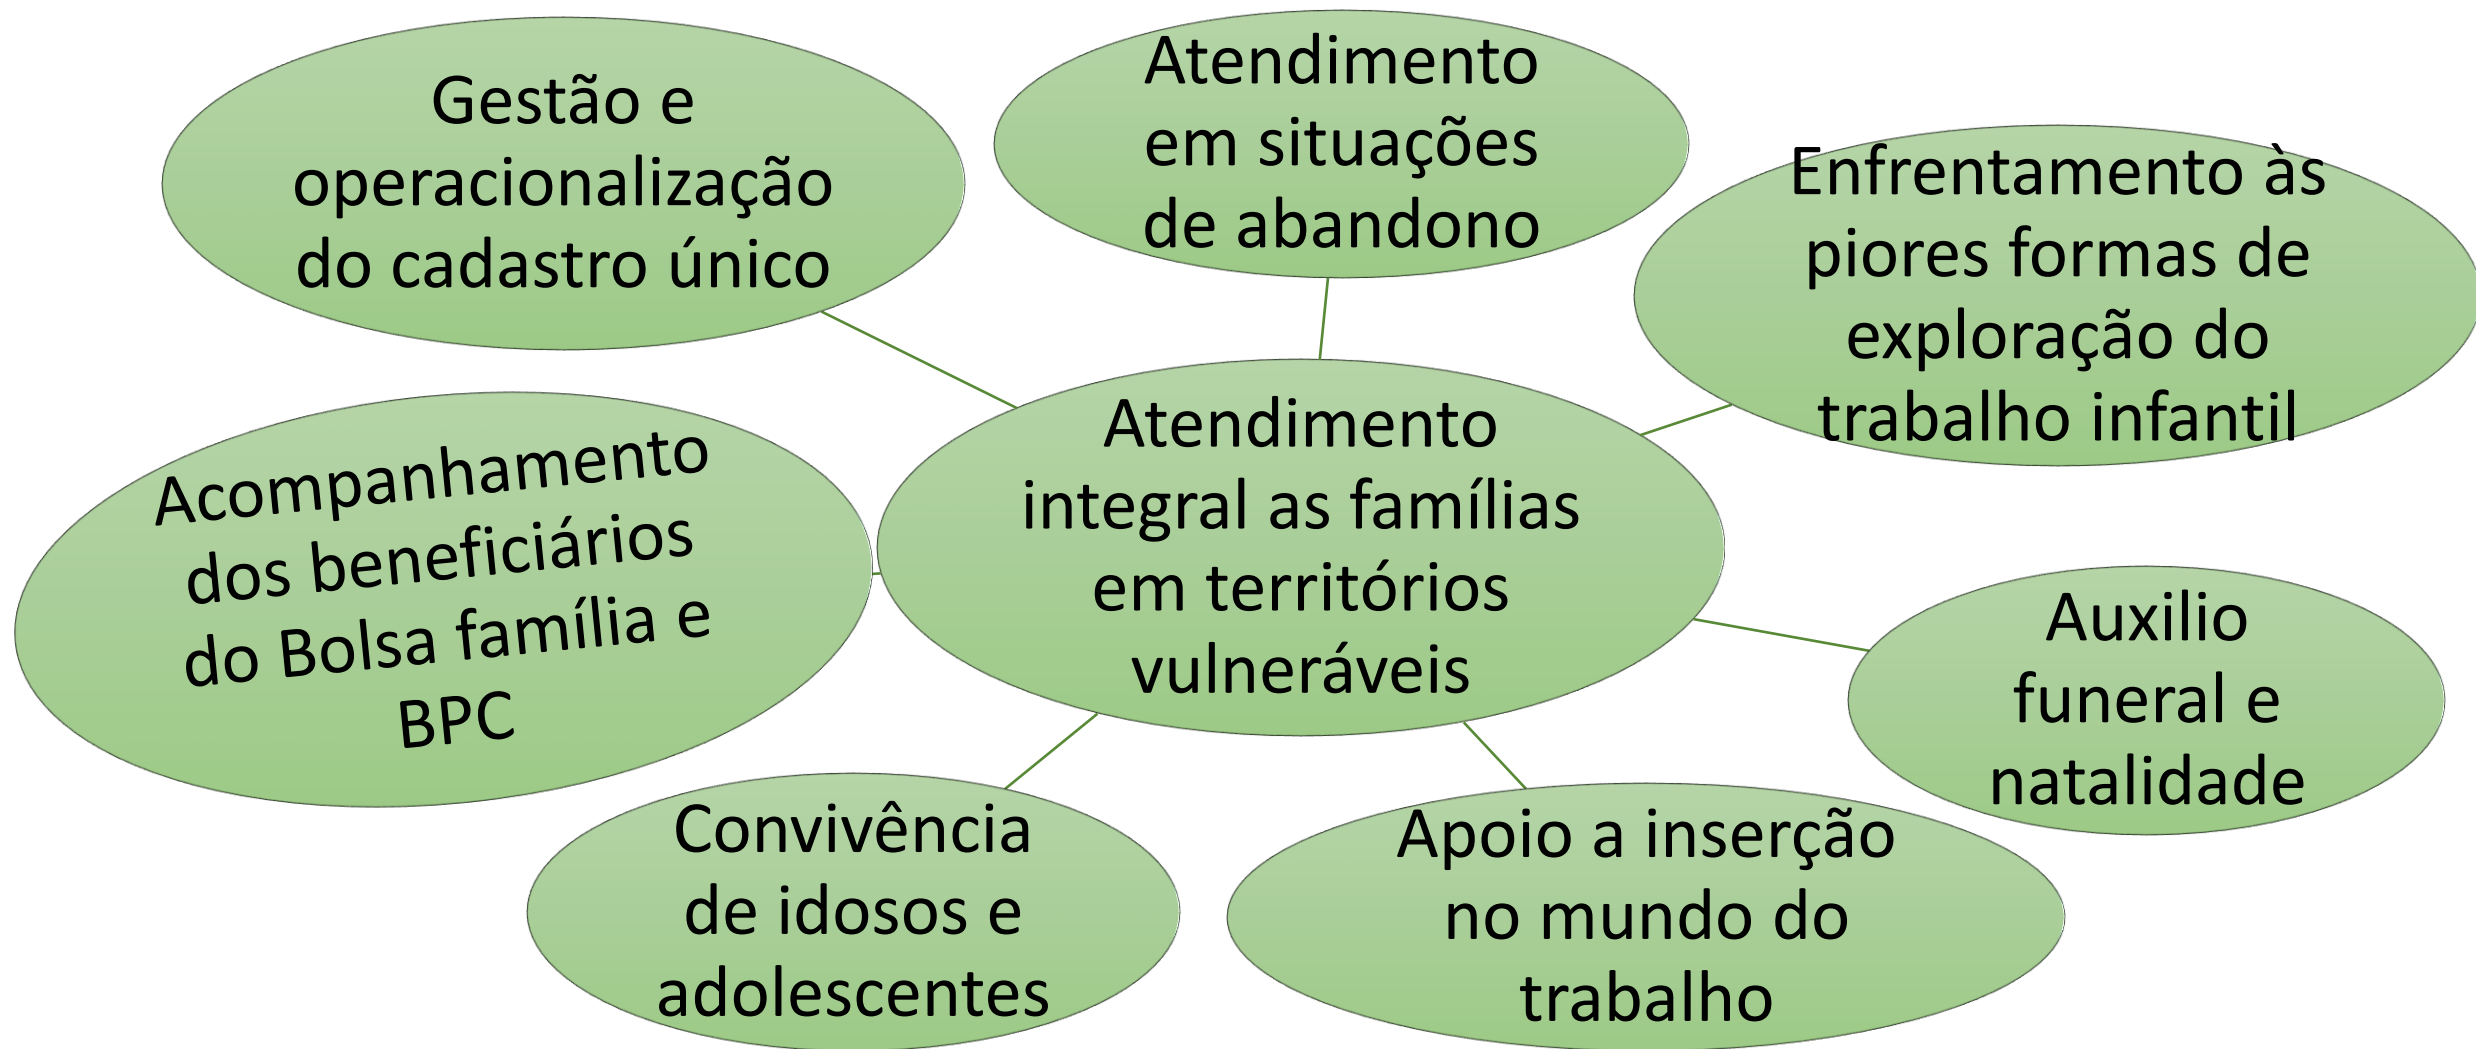 Gestão e
operacionalização
do cadastro único
Atendimento
em situações
de abandono
Enfrentamento às
piores formas de
exploração do
trabalho infantil
Acompanhamento
dos beneficiários
do Bolsa família e
BPC
Atendimento
integral as famílias
em territórios
vulneráveis
Auxilio
funeral e
natalidade
Convivência
de idosos e
adolescentes
Apoio a inserção
no mundo do
trabalho